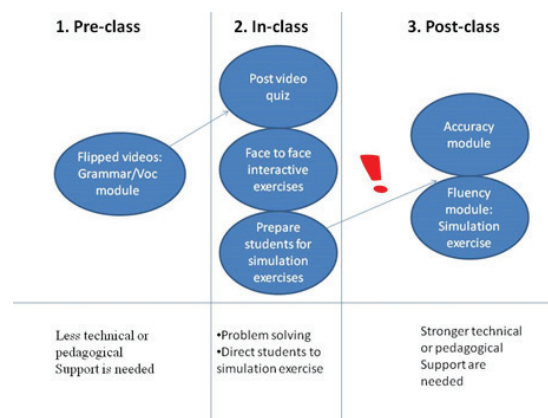 1. Pre-class
2. In-class
3. Post-class
Flipped videos:
Grammar/Voc
module
Post video
quiz
Face to face
interactive
exercises
Prepare
students for
simulation
exercises
!
Accuracy
module
Fluency
module:
Simulation
exercise
Less technical or
pedagogical
Support is needed
•Problem solving
•Direct students to
simulation exercise
Stronger technical
or pedagogical
Support are
needed